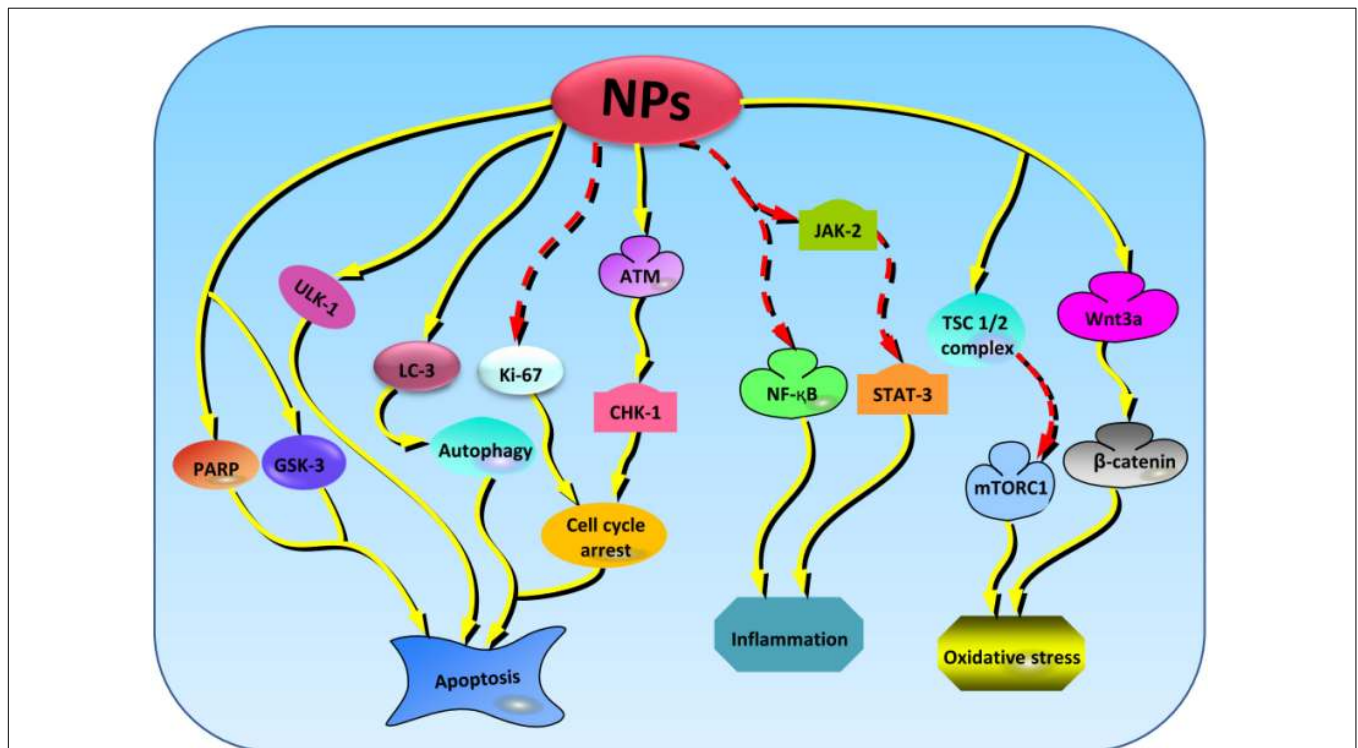 NPs
JAK-2
ATM
ULK-1
Wnt3a
TSC 1/2
complex
LC-3
Ki-67
NF-κB
STAT-3
CHK-1
Autophagy
PARP
GSK-3
β-catenin
mTORC1
Cell cycle
arrest
Inflammation
Oxidative stress
Apoptosis